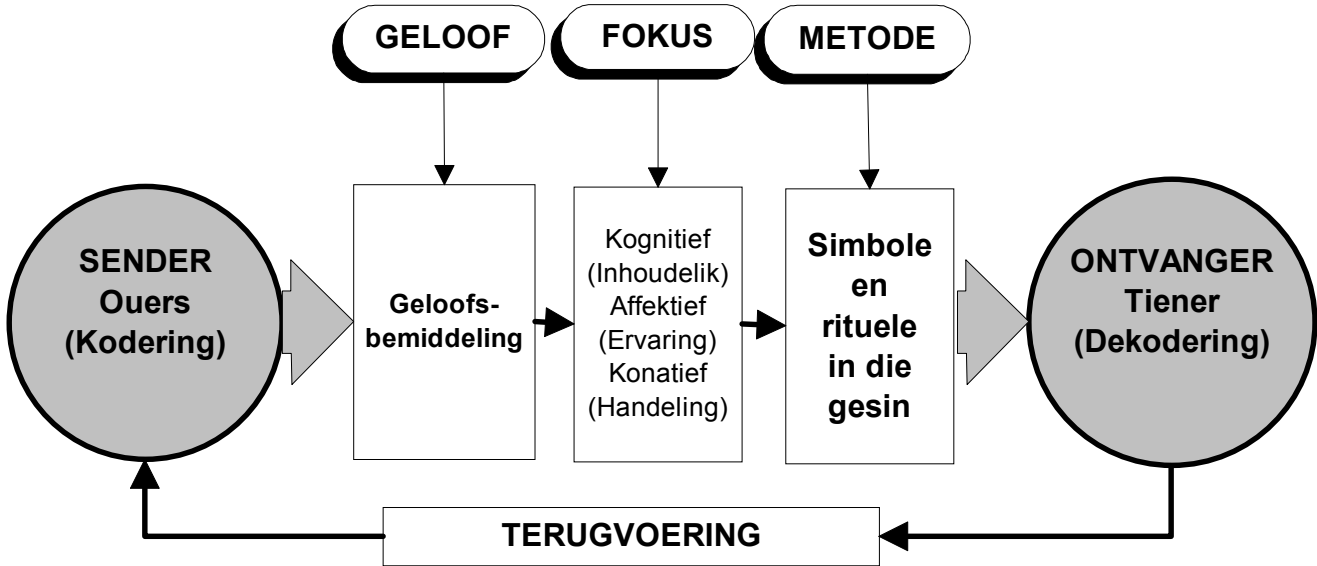 GELOOF
FOKUS
METODE
SENDER
Ouers
(Kodering)
Geloofs-
bemiddeling
Kognitief
(Inhoudelik)
Affektief
(Ervaring)
Konatief
(Handeling)
Simbole
en
rituele
in die
gesin
ONTVANGER
Tiener
(Dekodering)
TERUGVOERING